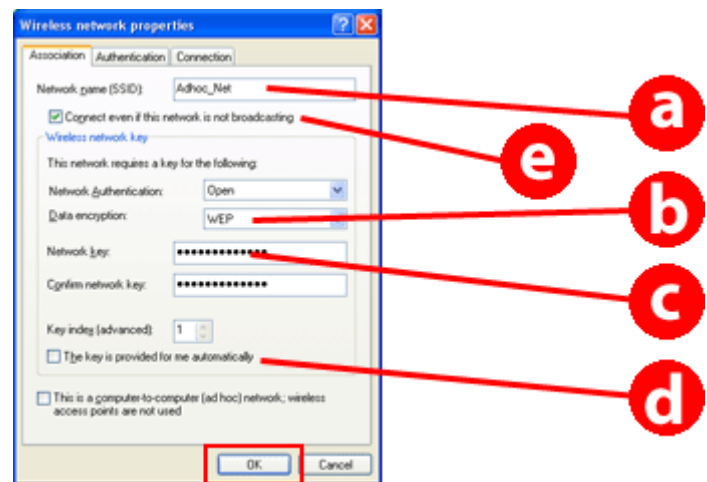 Wireless network properties
Association Authentication Connection
Network name (SSID): Adhoc_Net
a
Connect even if this network is not broadcasting
e
Wireless network key
This network requires a key for the following:
Network Authentication: Open
Data encryption: WEP
b
Network key: •••••••••••••
c
Confirm network key: •••••••••••••
Key index (advanced): 1
The key is provided for me automatically
d
This is a computer-to-computer (ad hoc) network; wireless
access points are not used
OK Cancel